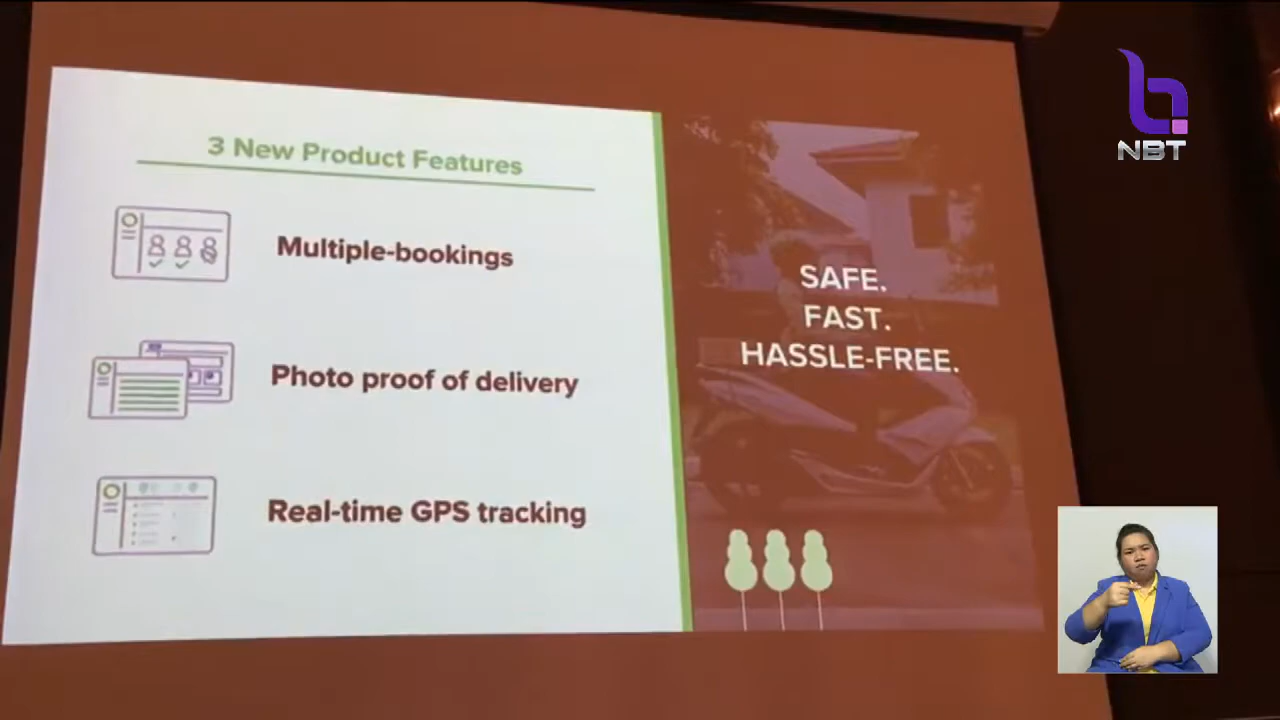 3 New Product Features
Multiple-bookings
Photo proof of delivery
Real-time GPS tracking
SAFE.
FAST.
HASSLE-FREE.
NBT